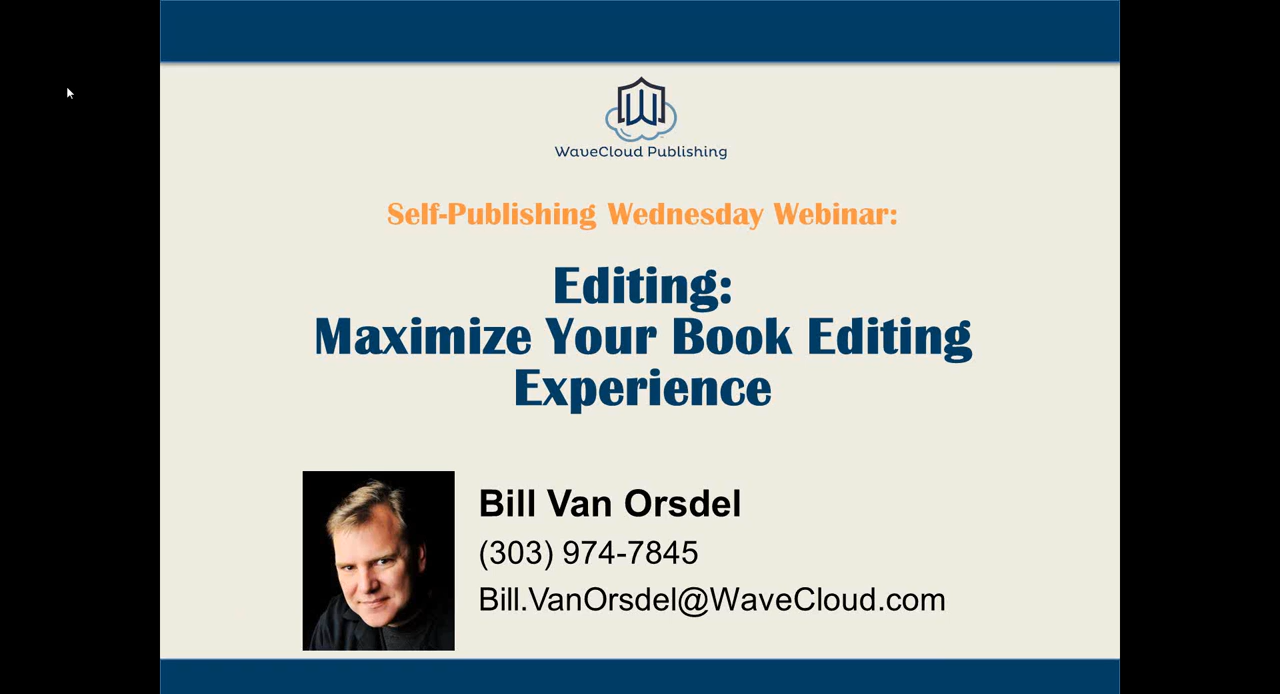 WaveCloud Publishing
Self-Publishing Wednesday Webinar:
Editing:
Maximize Your Book Editing
Experience
Bill Van Orsdel
(303) 974-7845
Bill.VanOrsdel@WaveCloud.com